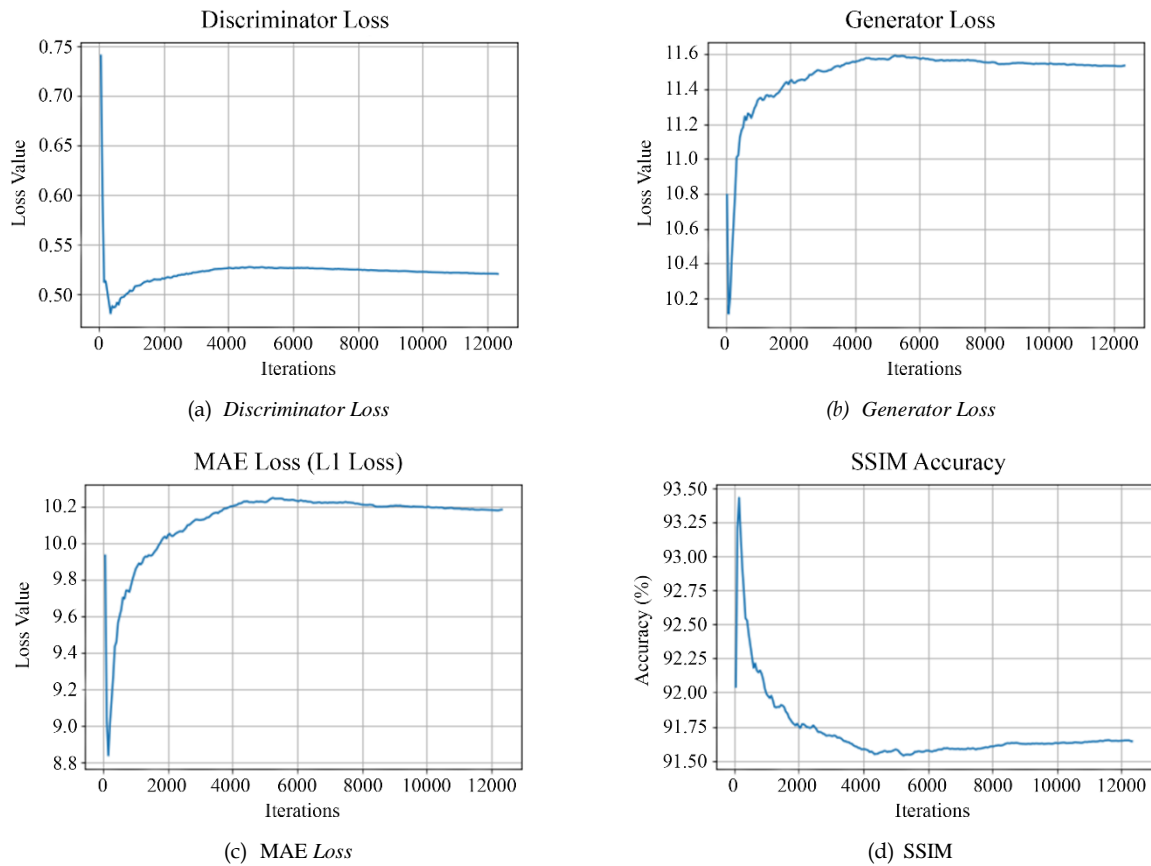 Discriminator Loss
0.75
0.70
0.65
0.60
0.55
0.50
Loss Value
0 2000 4000 6000 8000 10000 12000
Iterations
(a) Discriminator Loss
Generator Loss
11.6
11.4
11.2
11.0
10.8
10.6
10.4
10.2
Loss Value
0 2000 4000 6000 8000 10000 12000
Iterations
(b) Generator Loss
MAE Loss (L1 Loss)
10.2
10.0
9.8
9.6
9.4
9.2
9.0
8.8
Loss Value
0 2000 4000 6000 8000 10000 12000
Iterations
(c) MAE Loss
SSIM Accuracy
93.50
93.25
93.00
92.75
92.50
92.25
92.00
91.75
91.50
Accuracy (%)
0 2000 4000 6000 8000 10000 12000
Iterations
(d) SSIM